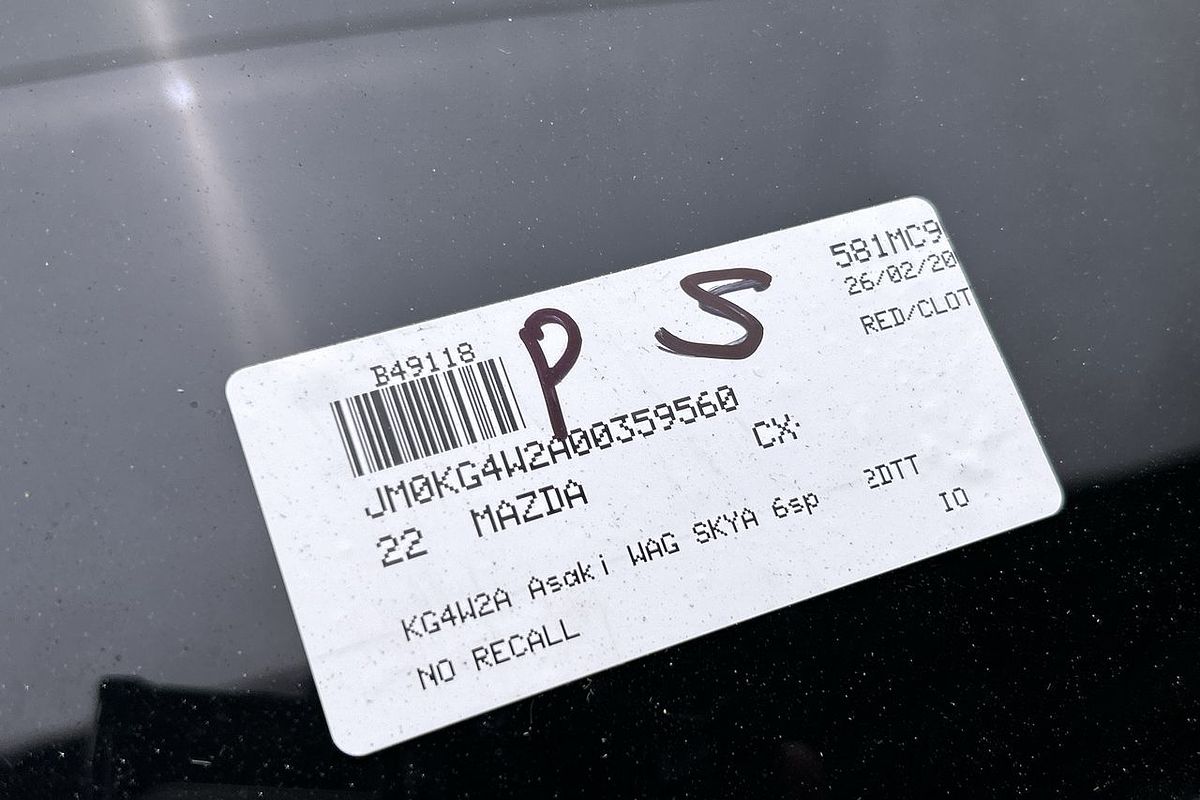 581MC9
26/02/20
RED/CLOT
P S
B49118
JM0KG4W2A00359560
22 MAZDA CX-
KG4W2A Asaki WAG SKYA 6sp 2DTT
NO RECALL IO